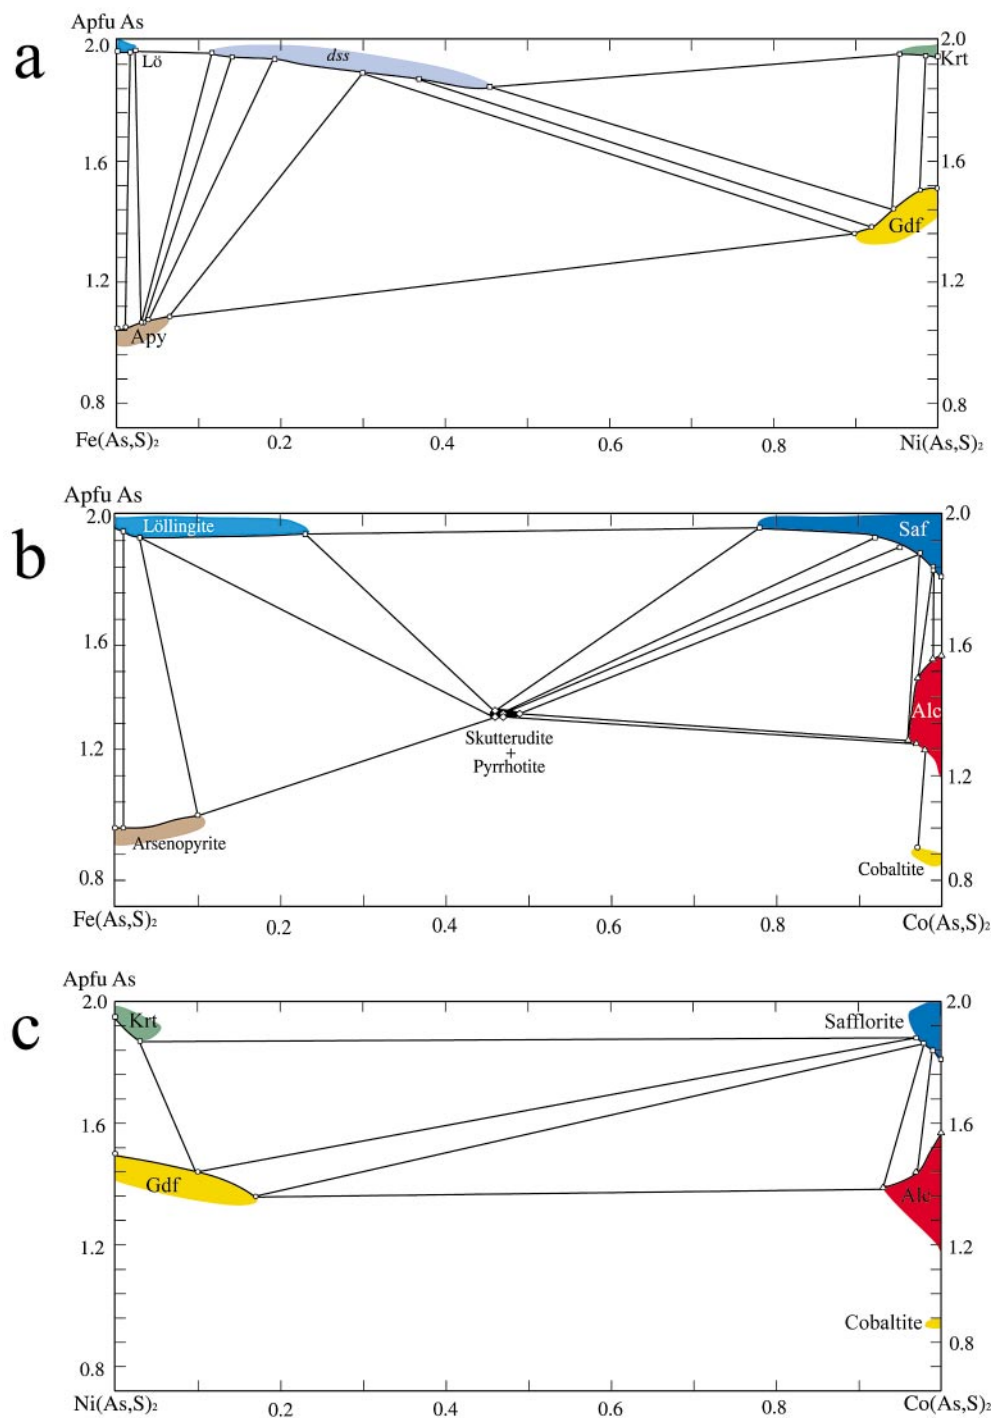 a
Apfu As
2.0
2.0
Lö
dss
Krt
1.6
1.6
Gdf
1.2
1.2
Apy
0.8
0.8
Fe(As,S)₂
0.2
0.4
0.6
0.8
Ni(As,S)₂
b
Apfu As
2.0
2.0
Löllingite
Saf
1.6
1.6
Alc
Skutterudite
+
Pyrrhotite
1.2
1.2
Arsenopyrite
Cobaltite
0.8
0.8
Fe(As,S)₂
0.2
0.4
0.6
0.8
Co(As,S)₂
c
Apfu As
2.0
2.0
Krt
Safflorite
1.6
1.6
Gdf
Alc
1.2
1.2
Cobaltite
0.8
0.8
Ni(As,S)₂
0.2
0.4
0.6
0.8
Co(As,S)₂